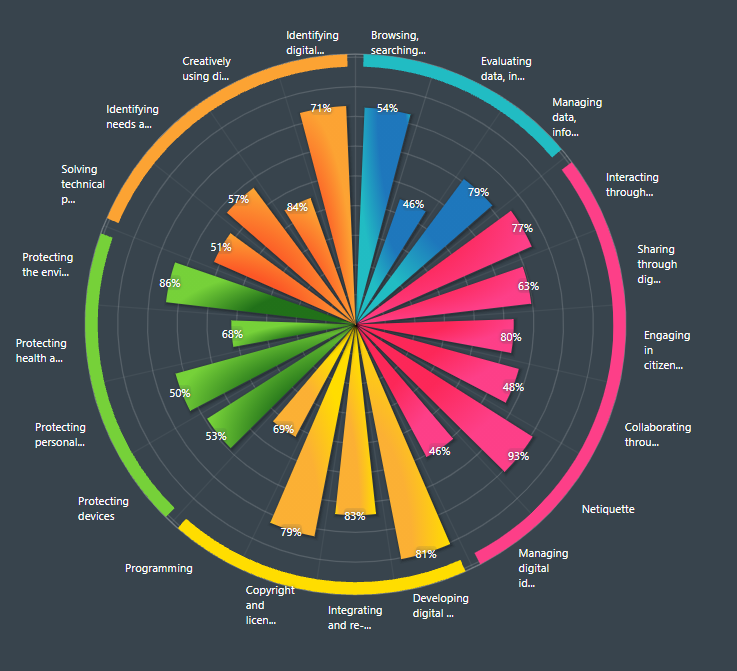 Identifying
digital...
Browsing,
searching...
Creatively
using di...
Evaluating
data, in...
Identifying
needs a...
Managing
data,
info...
Solving
technical
p...
Interacting
through...
Protecting
the envi...
Sharing
through
dig...
Protecting
health a...
Engaging
in
citizen...
Protecting
personal...
Collaborating
throu...
Protecting
devices
Netiquette
Programming
Managing
digital
id...
Copyright
and
licen...
Integrating
and re-...
Developing
digital ...
71%
54%
46%
79%
77%
63%
80%
48%
93%
46%
81%
83%
79%
69%
53%
50%
68%
86%
51%
57%
84%